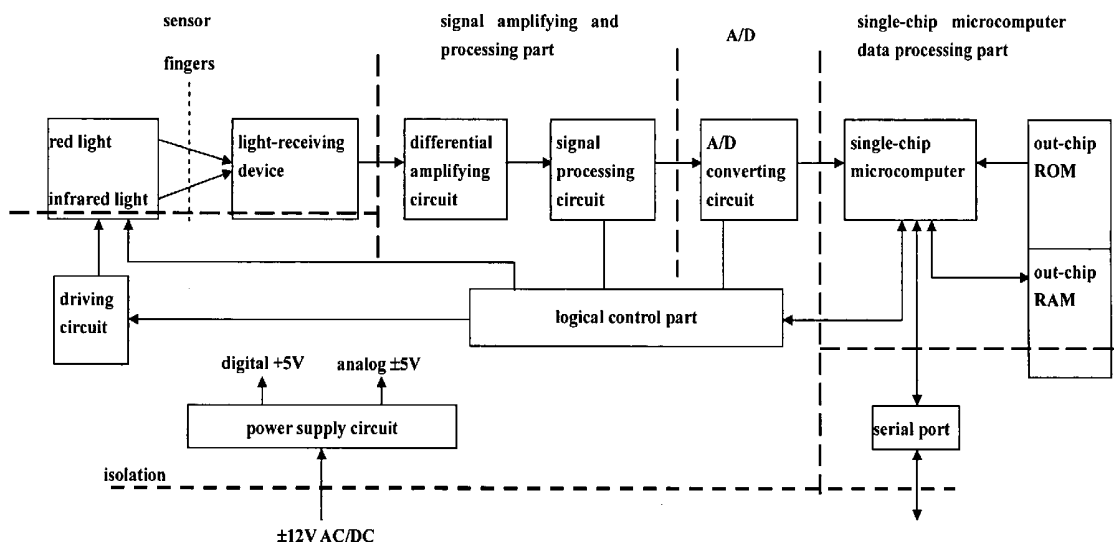 sensor
fingers
signal amplifying and
processing part
A/D
single-chip microcomputer
data processing part
red light
infrared light
light-receiving
device
differential
amplifying
circuit
signal
processing
circuit
A/D
converting
circuit
single-chip
microcomputer
out-chip
ROM
out-chip
RAM
driving
circuit
logical control part
digital +5V
analog ±5V
power supply circuit
serial port
isolation
±12V AC/DC